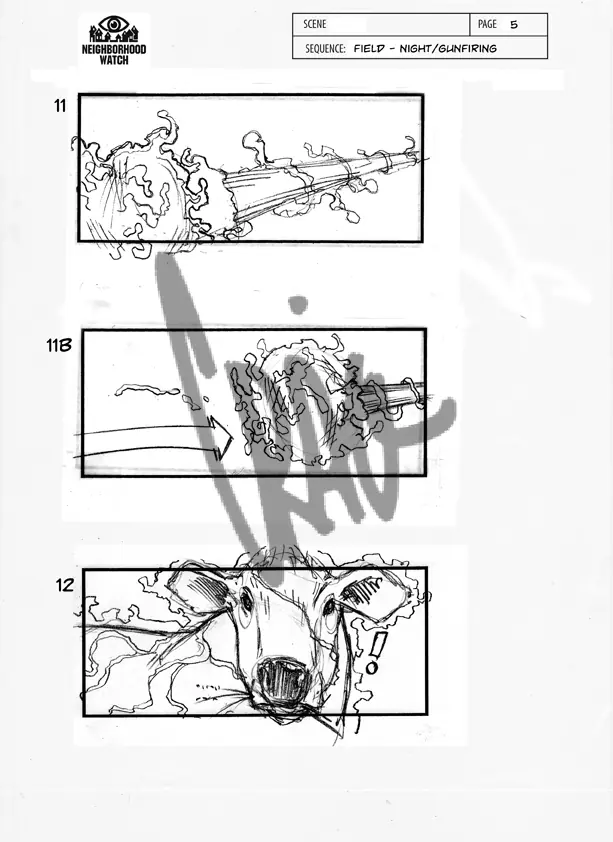 NEIGHBORHOOD
WATCH
SCENE
PAGE 5
SEQUENCE: FIELD - NIGHT/GUNFIRING
11
11B
12
!